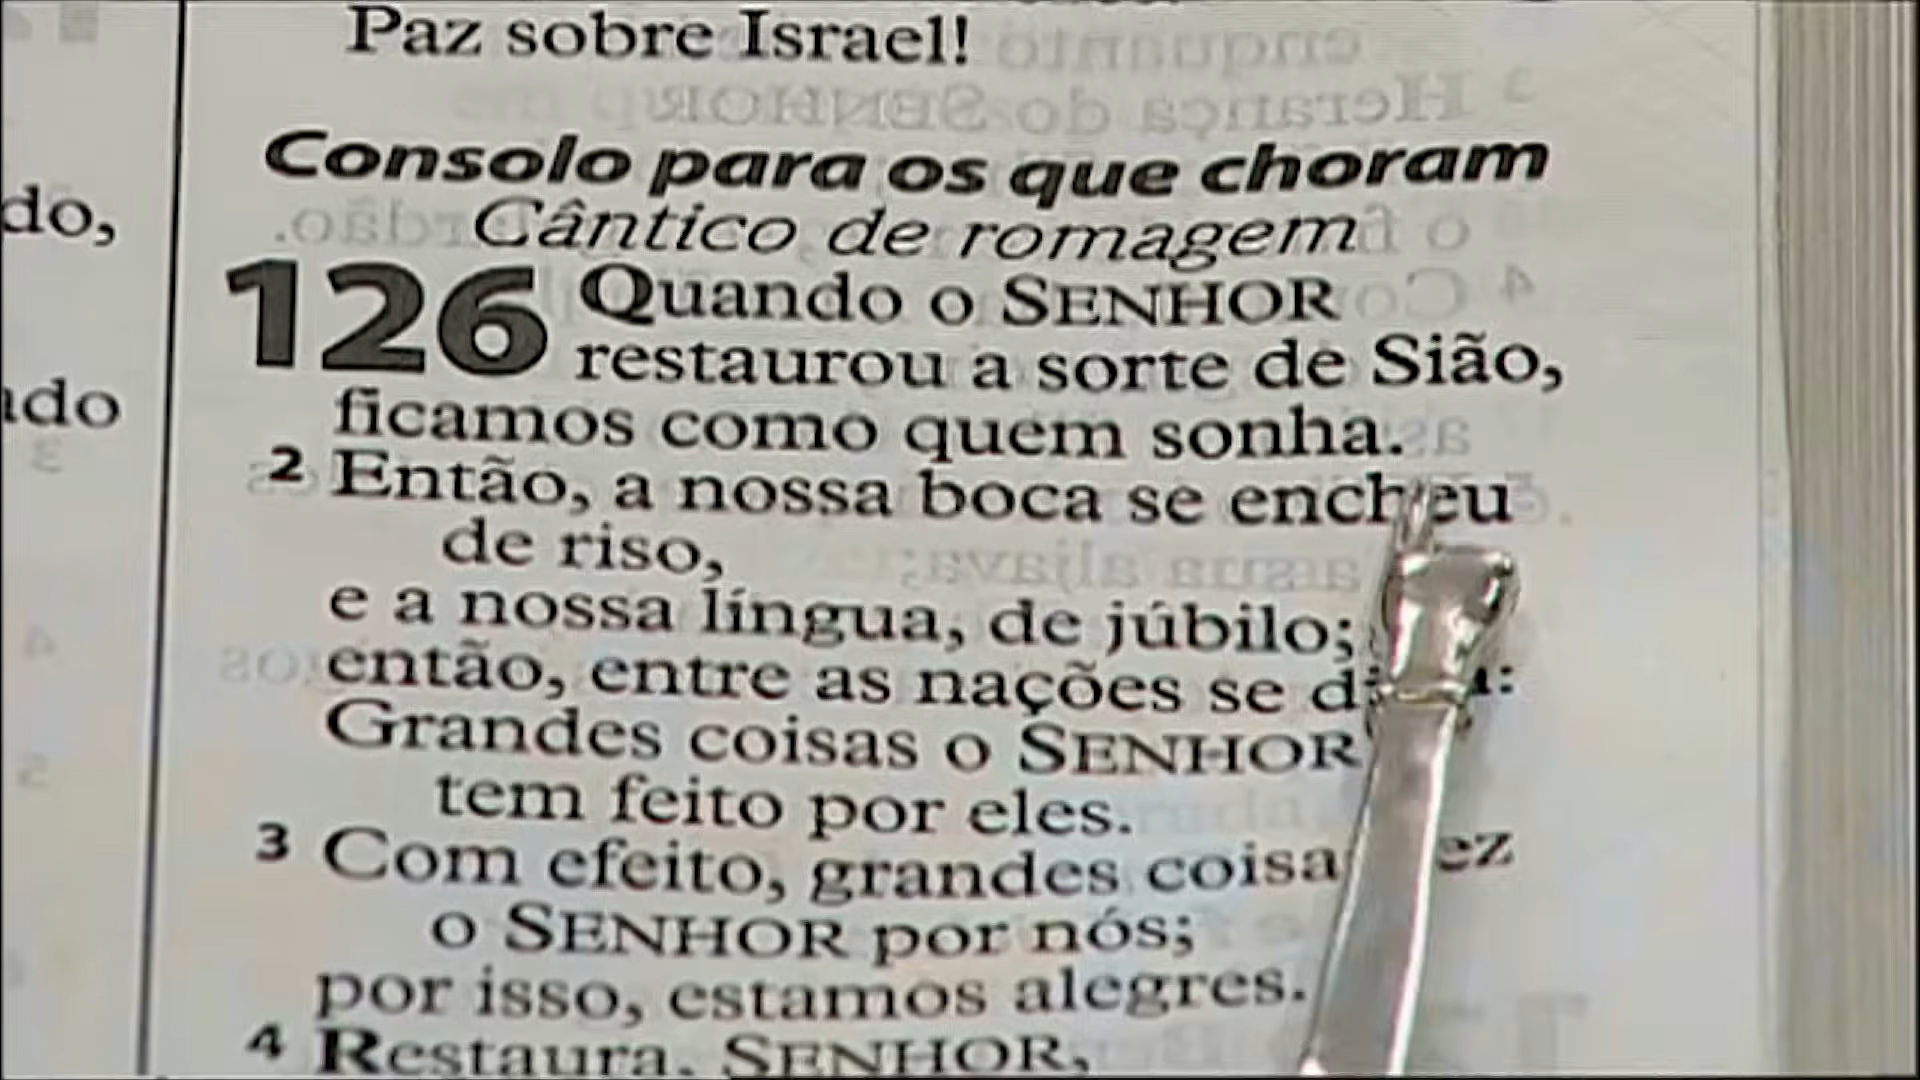 Paz sobre Israel!
Consolo para os que choram
Cântico de romagem
126 Quando o SENHOR
restaurou a sorte de Sião,
do,
ficamos como quem sonha.
2 Então, a nossa boca se encheu
de riso,
e a nossa língua, de júbilo;
então, entre as nações se
Grandes coisas o SENHOR
tem feito por eles.
3 Com efeito, grandes
o SENHOR por nós;
por isso, estamos alegres.
4 Restaura, SENHOR,